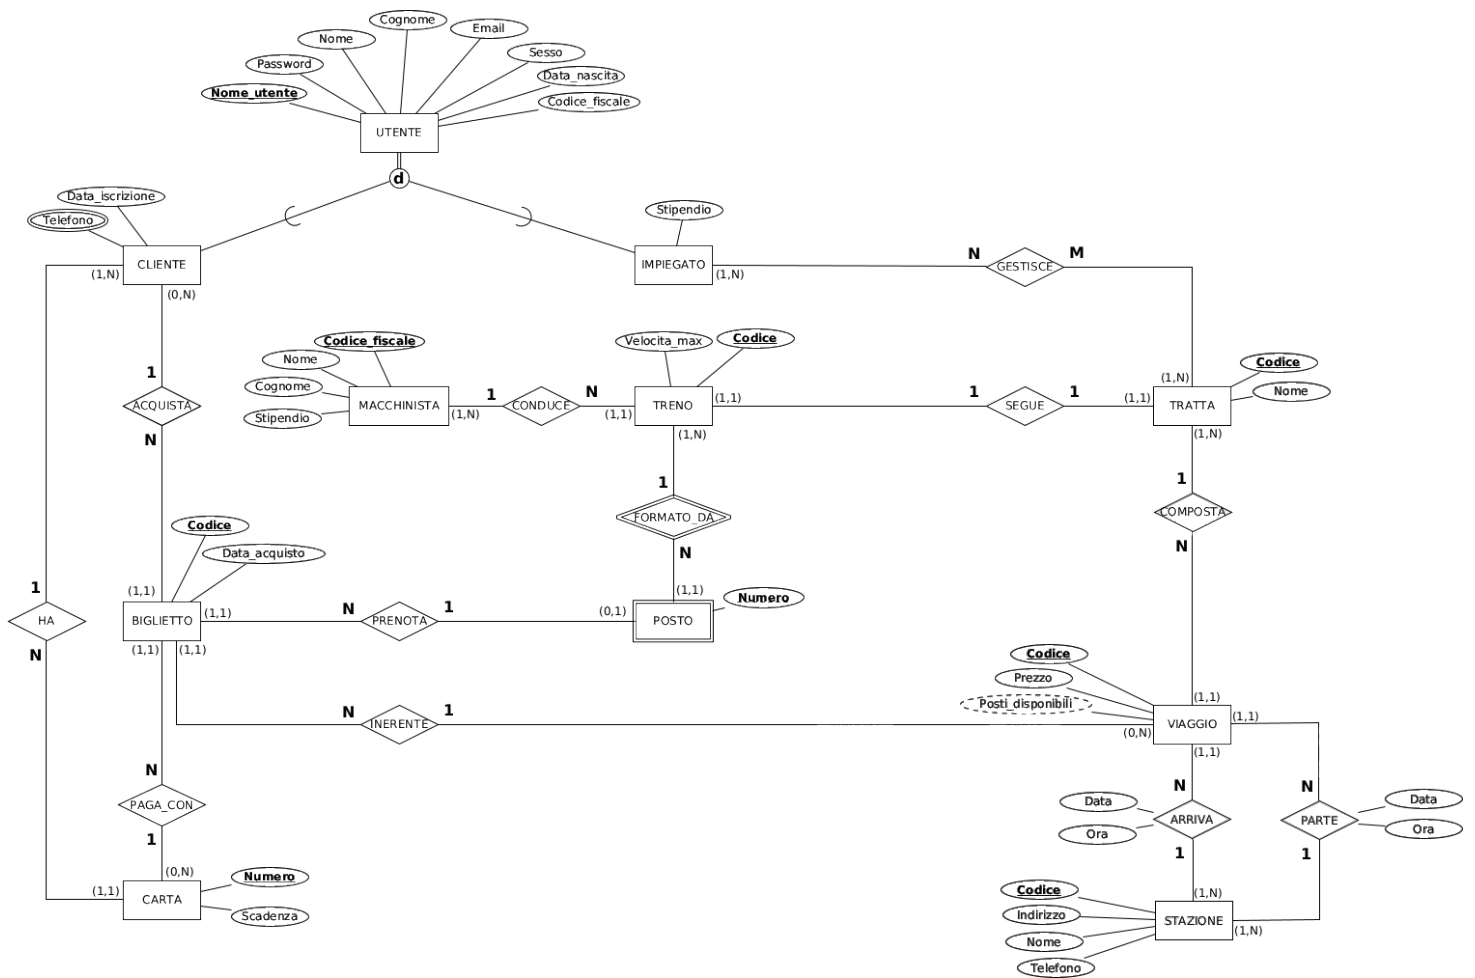 Cognome
Nome
Email
Password
Sesso
Data_nascita
Nome_utente
Codice_fiscale
UTENTE
d
Data_iscrizione
Telefono
Stipendio
CLIENTE
IMPIEGATO
(1,N)
(0,N)
(1,N)
N
GESTISCE
M
Codice_fiscale
Nome
Cognome
Stipendio
MACCHINISTA
(1,N)
1
CONDUCE
N
(1,1)
Velocita_max
Codice
TRENO
(1,1)
(1,N)
1
SEGUE
1
(1,1)
(1,N)
Codice
Nome
TRATTA
(1,N)
1
ACQUISTA
N
1
FORMATO_DA
N
(1,1)
1
COMPOSTA
N
Codice
Data_acquisto
(1,1)
BIGLIETTO
(1,1)
(1,1)
(1,1)
N
PRENOTA
1
(0,1)
POSTO
Numero
1
HA
N
N
INERENTE
1
Codice
Prezzo
Posti_disponibili
(0,N)
(1,1)
VIAGGIO
(1,1)
(1,1)
N
PAGA_CON
1
(0,N)
(1,1)
CARTA
Numero
Scadenza
N
Data
Ora
ARRIVA
1
N
PARTE
Data
Ora
1
(1,N)
Codice
Indirizzo
Nome
Telefono
STAZIONE
(1,N)